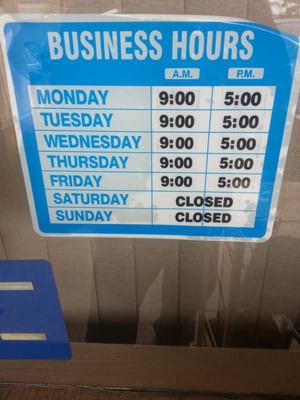 BUSINESS HOURS
A.M. P.M.
MONDAY 9:00 5:00
TUESDAY 9:00 5:00
WEDNESDAY 9:00 5:00
THURSDAY 9:00 5:00
FRIDAY 9:00 5:00
SATURDAY CLOSED
SUNDAY CLOSED